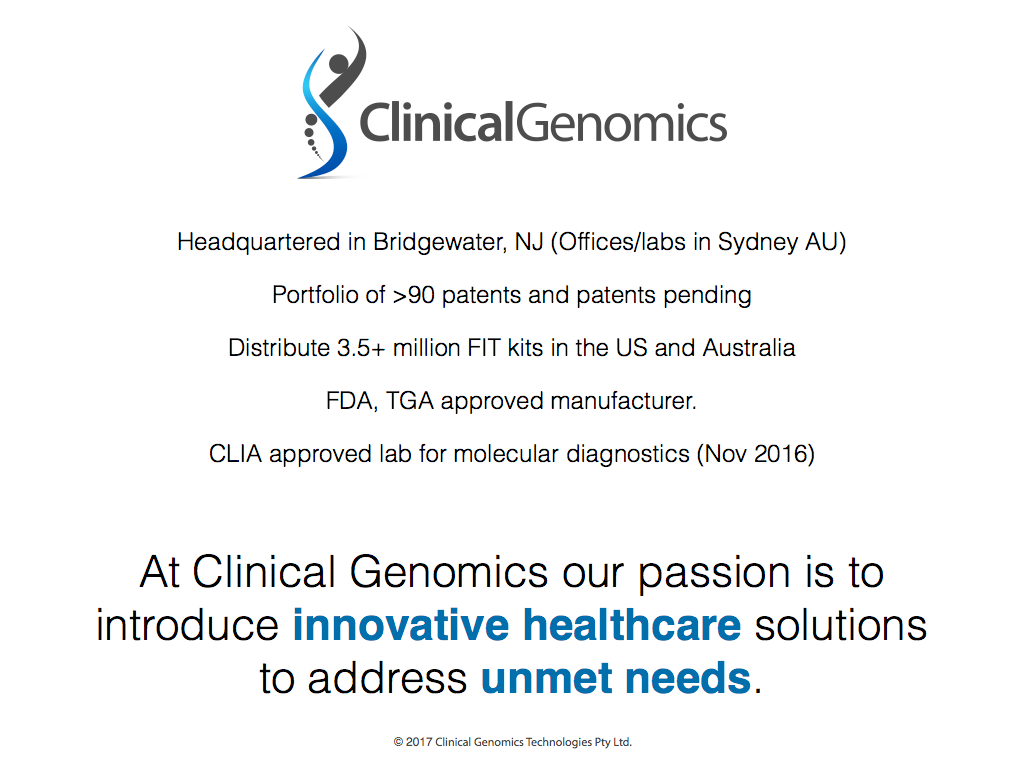 ClinicalGenomics
Headquartered in Bridgewater, NJ (Offices/labs in Sydney AU)
Portfolio of >90 patents and patents pending
Distribute 3.5+ million FIT kits in the US and Australia
FDA, TGA approved manufacturer.
CLIA approved lab for molecular diagnostics (Nov 2016)
At Clinical Genomics our passion is to
introduce innovative healthcare solutions
to address unmet needs.
© 2017 Clinical Genomics Technologies Pty Ltd.